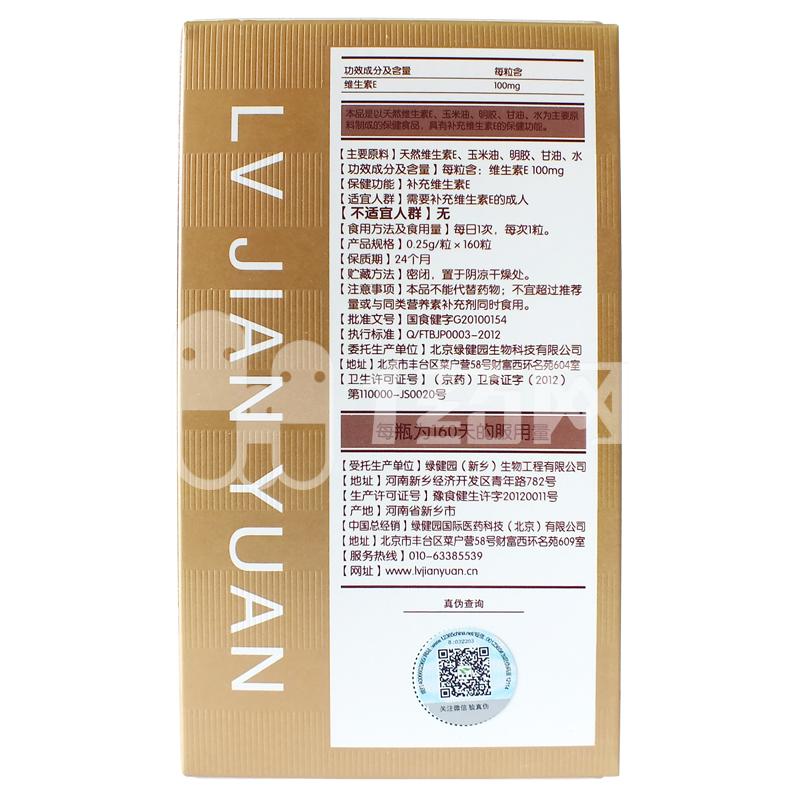 LV JIAN YUAN
功效成分及含量 每粒含
维生素E 100mg
本品是以天然维生素E、玉米油、明胶、甘油、水为主要原
料制成的保健食品，具有补充维生素E的保健功能。
【主要原料】天然维生素E、玉米油、明胶、甘油、水
【功效成分及含量】每粒含：维生素E 100mg
【保健功能】补充维生素E
【适宜人群】需要补充维生素E的成人
【不适宜人群】无
【食用方法及食用量】每日1次，每次1粒。
【产品规格】0.25g/粒×160粒
【保质期】24个月
【贮藏方法】密闭，置于阴凉干燥处。
【注意事项】本品不能代替药物；不宜超过推荐
量或与同类营养素补充剂同时食用。
【批准文号】国食健字G20100154
【执行标准】Q/FTBJP0003-2012
【委托生产单位】北京绿健园生物科技有限公司
【地址】北京市丰台区菜户营58号财富西环名苑604室
【卫生许可证号】（京药）卫食证字（2012）
第110000-JS0020号
每瓶为160天的服用量
【受托生产单位】绿健园（新乡）生物工程有限公司
【地址】河南新乡经济开发区青年路782号
【生产许可证号】豫食健生许字20120011号
【产地】河南省新乡市
【中国总经销】绿健园国际医药科技（北京）有限公司
【地址】北京市丰台区菜户营58号财富西环名苑609室
【服务热线】010-63385539
【网址】www.lvjianyuan.cn
真伪查询
关注微信 验真伪